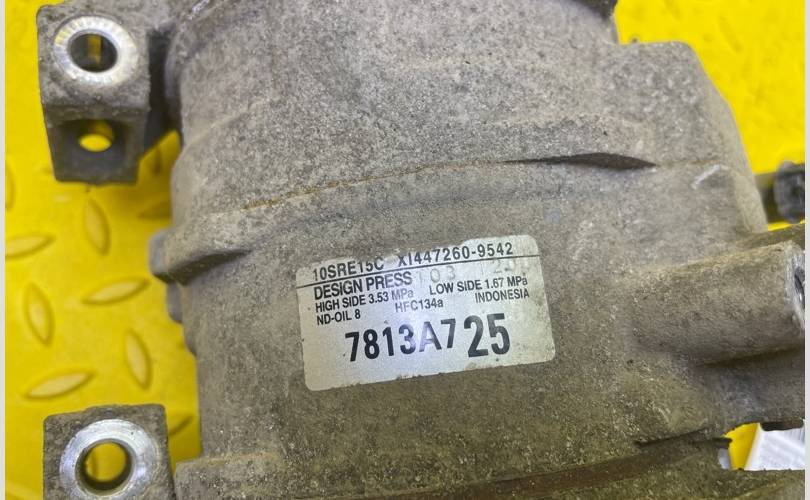 10SRE15C XI447260-9542
DESIGN PRESS
HIGH SIDE 3.53 MPa LOW SIDE 1.67 MPa
ND-OIL 8 HFC134a INDONESIA
7813A725